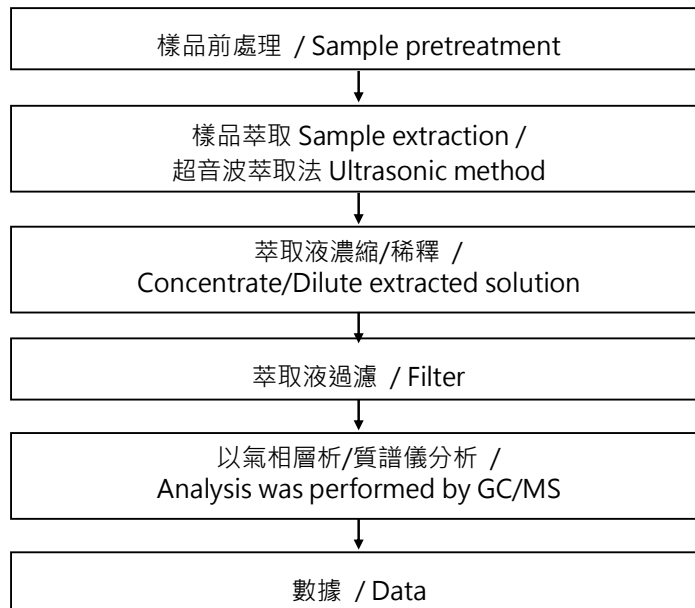 樣品前處理 / Sample pretreatment
樣品萃取 Sample extraction /
超音波萃取法 Ultrasonic method
萃取液濃縮/稀釋 /
Concentrate/Dilute extracted solution
萃取液過濾 / Filter
以氣相層析/質譜儀分析 /
Analysis was performed by GC/MS
數據 / Data